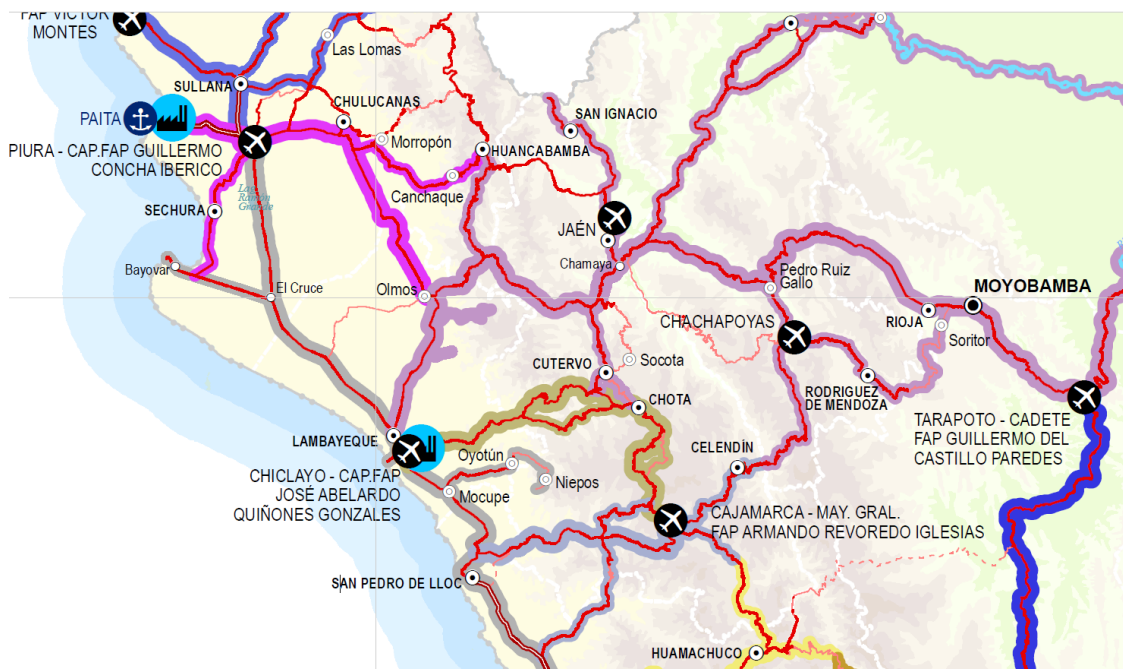 FAP VICTOR
MONTES
Las Lomas
SULLANA
PAITA
CHULUCANAS
SAN IGNACIO
Morropón
HUANCABAMBA
PIURA - CAP.FAP GUILLERMO
CONCHA IBERICO
Canchaque
Ramón
Grande
SECHURA
JAÉN
Chamaya
Bayovar
El Cruce
Olmos
Pedro Ruiz
Gallo
MOYOBAMBA
CHACHAPOYAS
RIOJA
Soritor
Socota
CUTERVO
RODRIGUEZ
DE MENDOZA
CHOTA
LAMBAYEQUE
TARAPOTO - CADETE
FAP GUILLERMO DEL
CASTILLO PAREDES
Oyotún
CELENDÍN
CHICLAYO - CAP.FAP
JOSÉ ABELARDO
QUIÑONES GONZALES
Niepos
Mocupe
CAJAMARCA - MAY. GRAL.
FAP ARMANDO REVOREDO IGLESIAS
SAN PEDRO DE LLOC
HUAMACHUCO